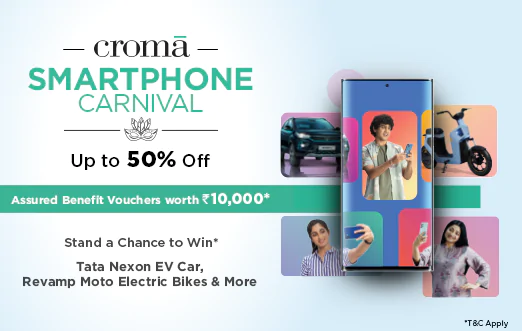 cromā
SMARTPHONE
CARNIVAL
Up to 50% Off
Assured Benefit Vouchers worth ₹10,000*
Stand a Chance to Win*
Tata Nexon EV Car,
Revamp Moto Electric Bikes & More
*T&C Apply